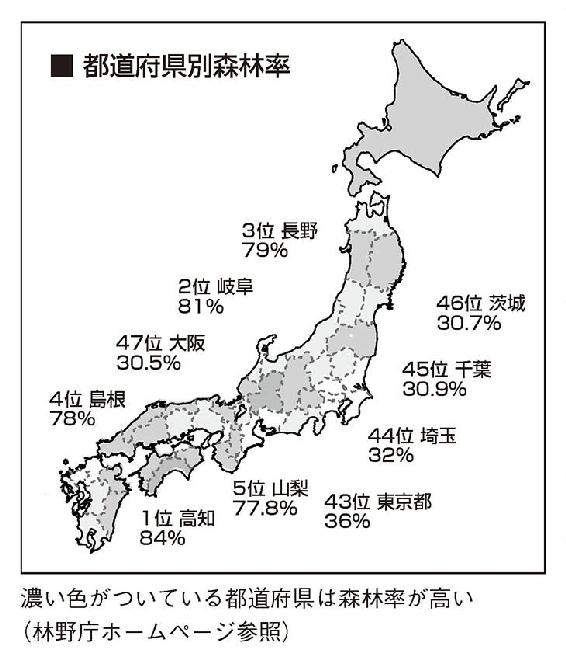 ■ 都道府県別森林率
3位 長野
79%
2位 岐阜
81%
47位 大阪
30.5%
4位 島根
78%
46位 茨城
30.7%
45位 千葉
30.9%
44位 埼玉
32%
43位 東京都
36%
5位 山梨
77.8%
1位 高知
84%
濃い色がついている都道府県は森林率が高い
(林野庁ホームページ参照)